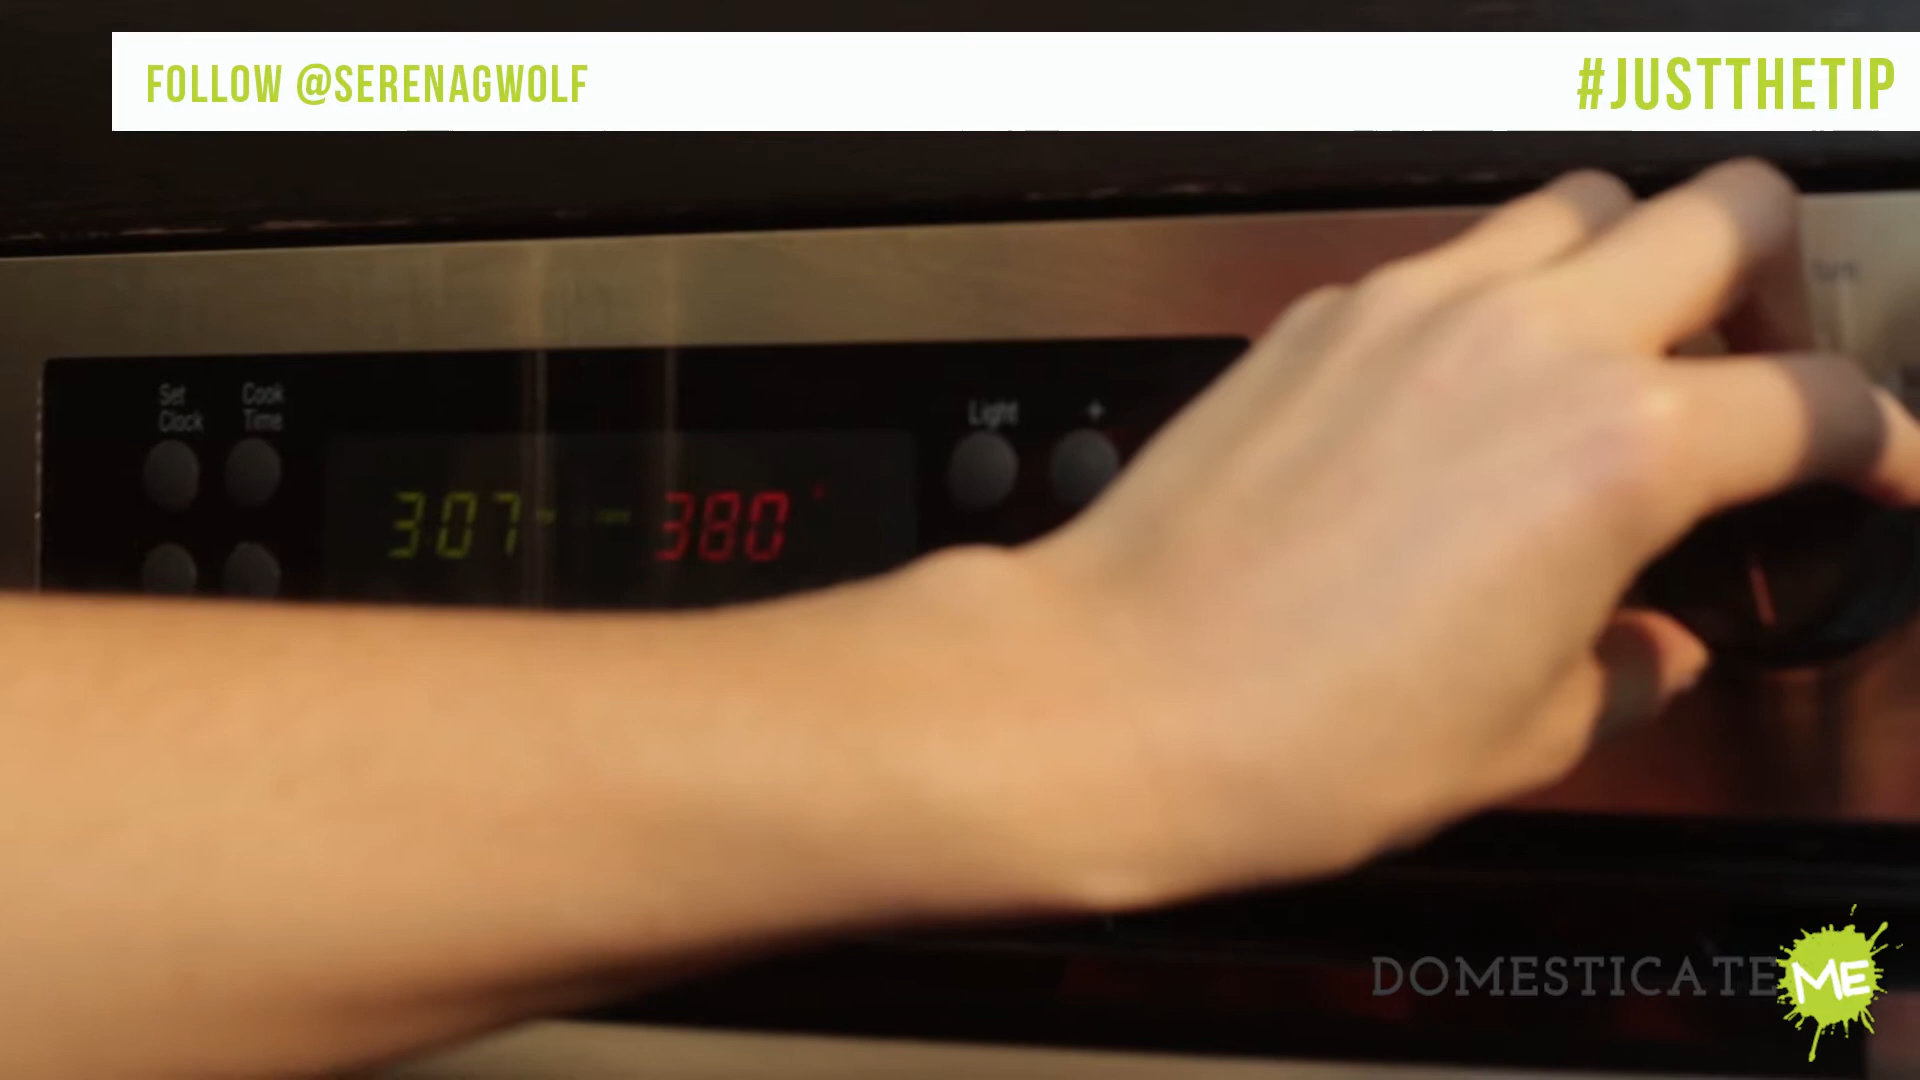 FOLLOW @SERENAGWOLF
#JUSTTHETIP
Set
Clock
Cook
Time
Light
+
307
380
DOMESTICATE ME